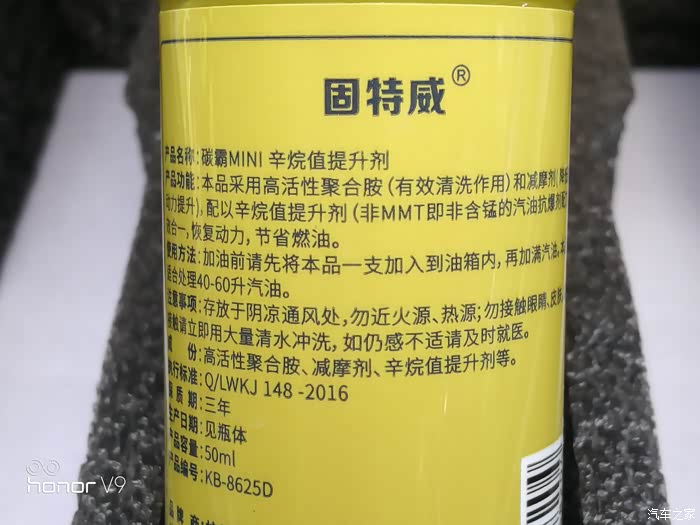 固特威®
产品名称:碳霸MINI 辛烷值提升剂
产品功能:本品采用高活性聚合胺(有效清洗作用)和减摩剂(降低
动力提升),配以辛烷值提升剂(非MMT即非含锰的汽油抗爆剂配
效合一,恢复动力,节省燃油。
使用方法:加油前请先将本品一支加入到油箱内,再加满汽油,本
混合处理40-60升汽油。
注意事项:存放于阴凉通风处,勿近火源、热源;勿接触眼睛、皮肤,
接触请立即用大量清水冲洗,如仍感不适请及时就医。
成 份:高活性聚合胺、减摩剂、辛烷值提升剂等。
执行标准:Q/LWKJ 148 -2016
保 质 期:三年
生产日期:见瓶体
产品容量:50ml
产品编号:KB-8625D
品 牌 商:
honor V9
汽车之家